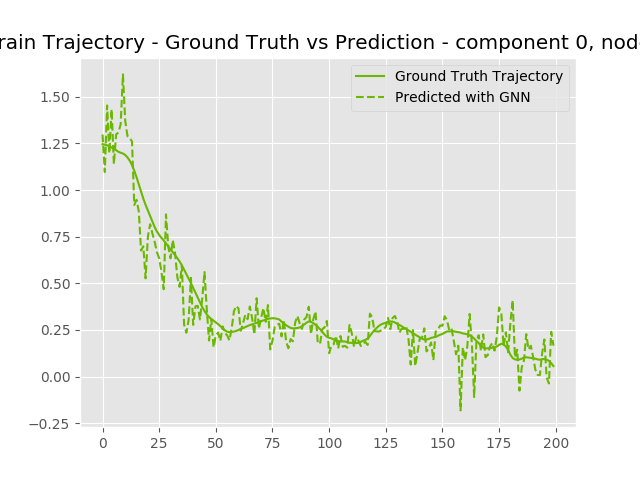 rain Trajectory - Ground Truth vs Prediction - component 0, nod
Ground Truth Trajectory
Predicted with GNN
1.50
1.25
1.00
0.75
0.50
0.25
0.00
−0.25
0 25 50 75 100 125 150 175 200